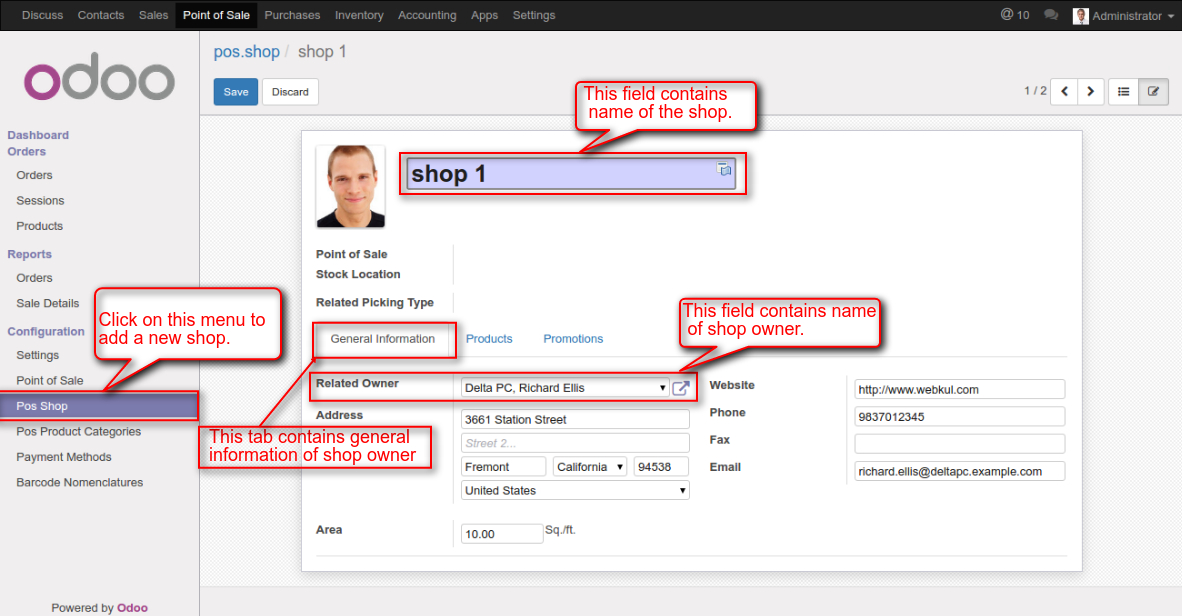 Discuss Contacts Sales Point of Sale Purchases Inventory Accounting Apps Settings @ 10 Administrator
odoo
pos.shop / shop 1
Save Discard
1 / 2
This field contains
name of the shop.
shop 1
Dashboard
Orders
Orders
Sessions
Products
Reports
Orders
Sale Details
Configuration
Settings
Point of Sale
Pos Shop
Pos Product Categories
Payment Methods
Barcode Nomenclatures
Powered by Odoo
Click on this menu to
add a new shop.
Point of Sale
Stock Location
Related Picking Type
This field contains name
of shop owner.
General Information Products Promotions
Related Owner Delta PC, Richard Ellis
Address 3661 Station Street
Street 2...
Fremont California 94538
United States
This tab contains general
information of shop owner
Area 10.00 Sq./ft.
Website http://www.webkul.com
Phone 9837012345
Fax
Email richard.ellis@deltapc.example.com